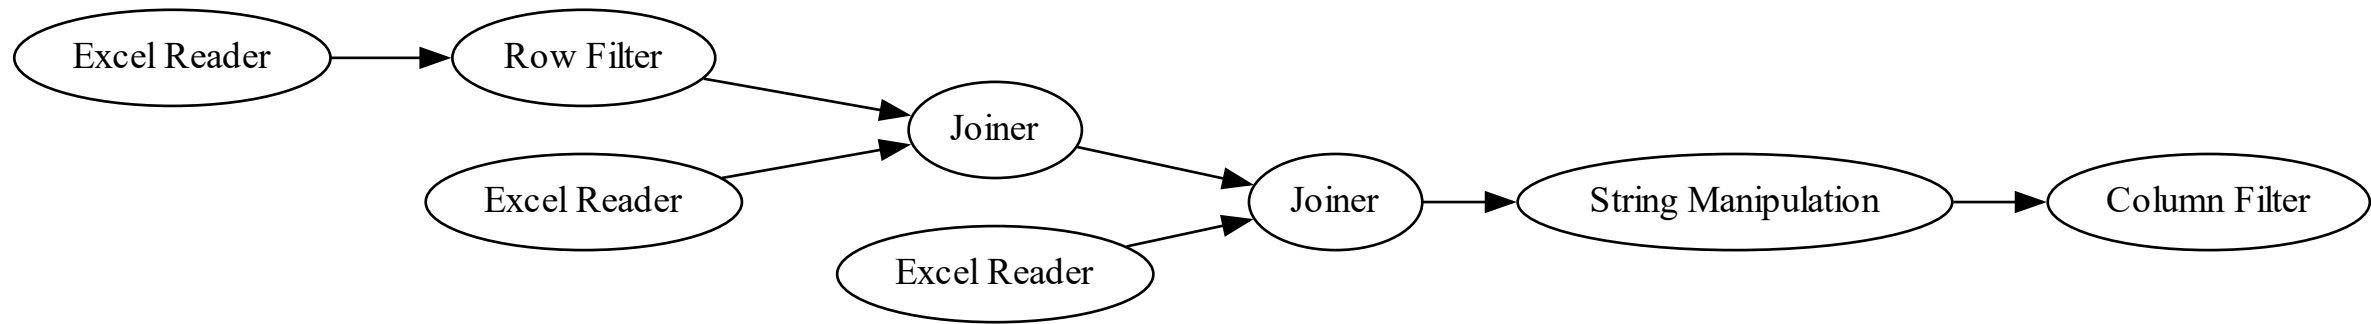 Excel Reader
Row Filter
Excel Reader
Joiner
Excel Reader
Joiner
String Manipulation
Column Filter